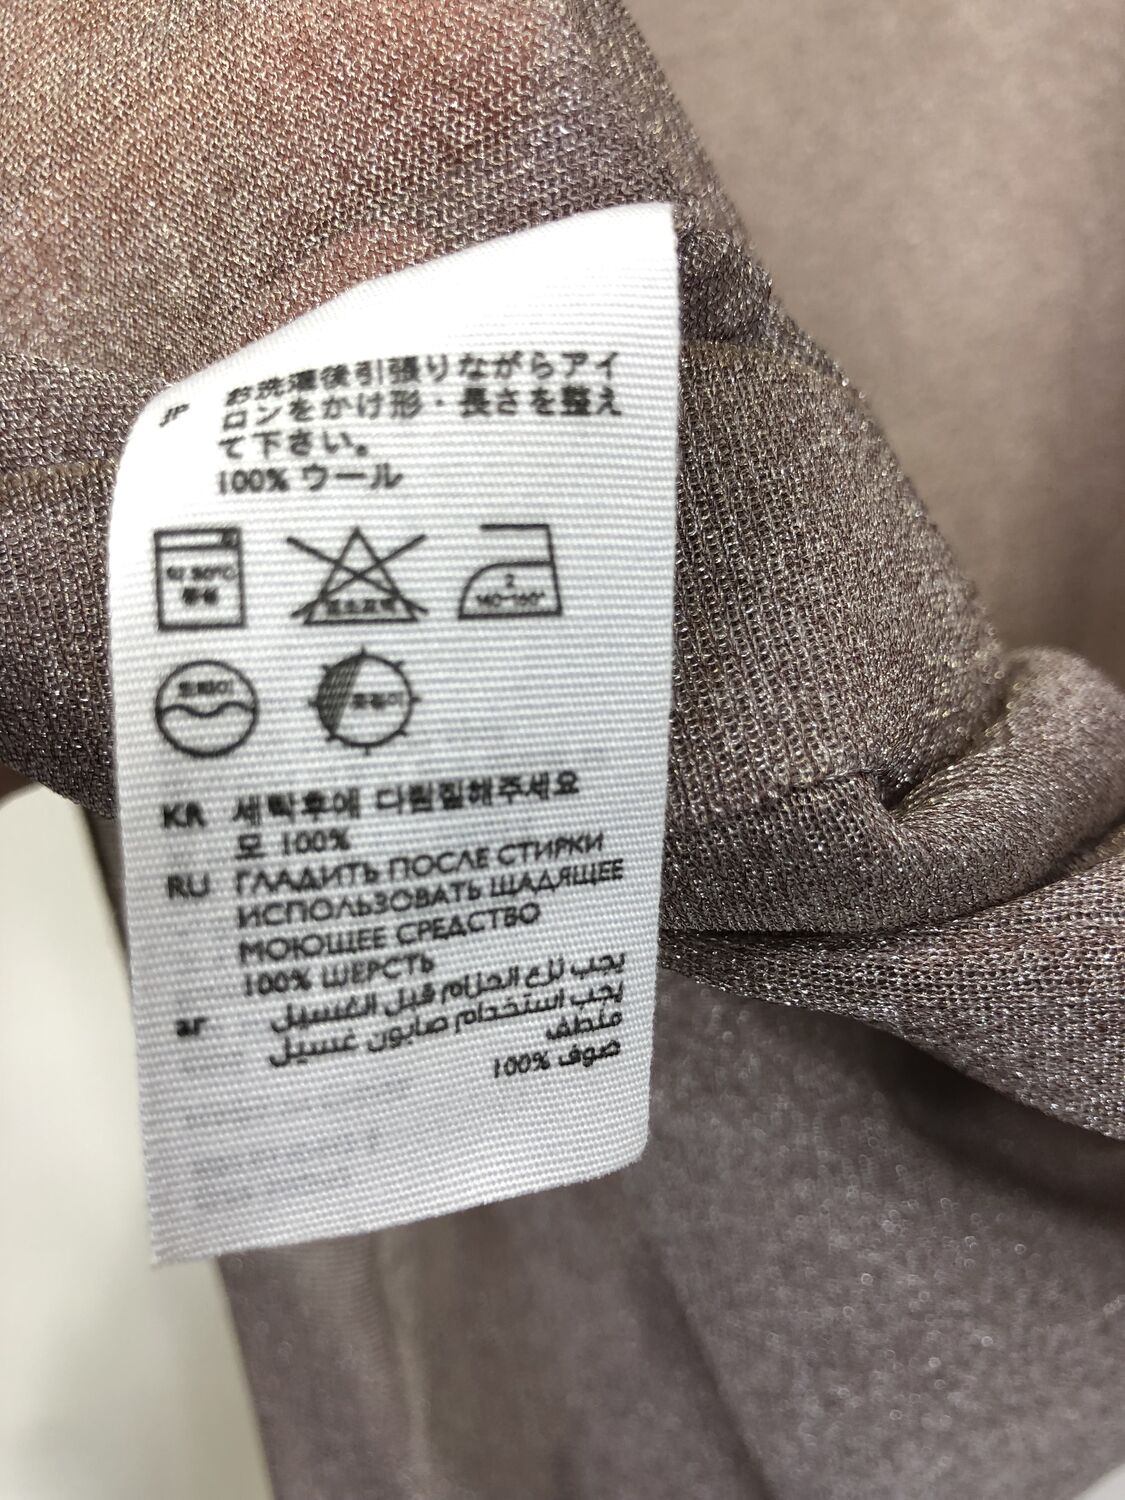 JP お洗濯後引張りながらアイ
ロンをかけ形・長さを整え
て下さい。
100% ウール
2
140~160°
KR 세탁후에 다림질해주세요
모 100%
RU ГЛАДИТЬ ПОСЛЕ СТИРКИ
ИСПОЛЬЗОВАТЬ ЩАДЯЩЕЕ
МОЮЩЕЕ СРЕДСТВО
100% ШЕРСТЬ
ar يجب نزع الحزام قبل الغسيل
يجب استخدام صابون غسيل
ملطف
100% صوف